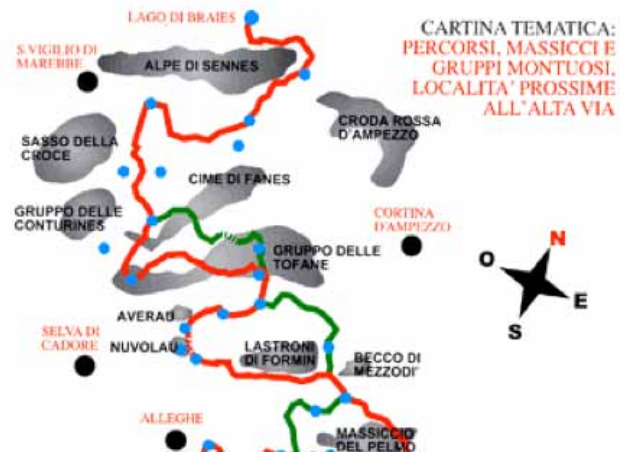 LAGO DI BRAIES
CARTINA TEMATICA:
PERCORSI, MASSICCI E
GRUPPI MONTUOSI,
LOCALITA' PROSSIME
ALL'ALTA VIA
S.VIGILIO DI
MAREBBE
ALPE DI SENNES
CRODA ROSSA
D'AMPEZZO
SASSO DELLA
CROCE
CIME DI FANES
GRUPPO DELLE
CONTURINES
CORTINA
D'AMPEZZO
GRUPPO DELLE
TOFANE
N
O
E
S
AVERAU
SELVA DI
CADORE
NUVOLAU
LASTRONI
DI FORMIN
BECCO DI
MEZZODI'
ALLEGHE
MASSICCIO
DEL PELMO